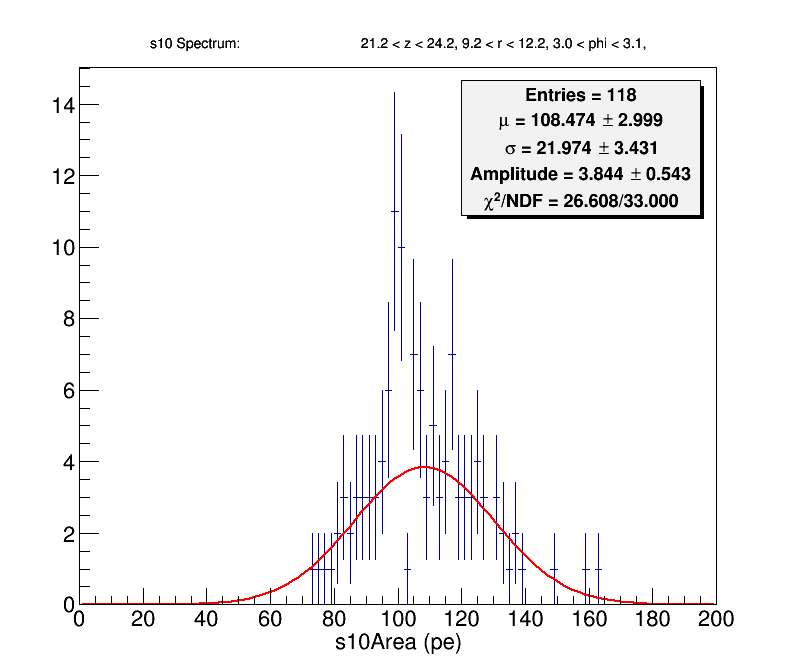 s10 Spectrum: 21.2 < z < 24.2, 9.2 < r < 12.2, 3.0 < phi < 3.1,
Entries = 118
μ = 108.474 ± 2.999
σ = 21.974 ± 3.431
Amplitude = 3.844 ± 0.543
χ²/NDF = 26.608/33.000
14
12
10
8
6
4
2
0
0 20 40 60 80 100 120 140 160 180 200
s10Area (pe)